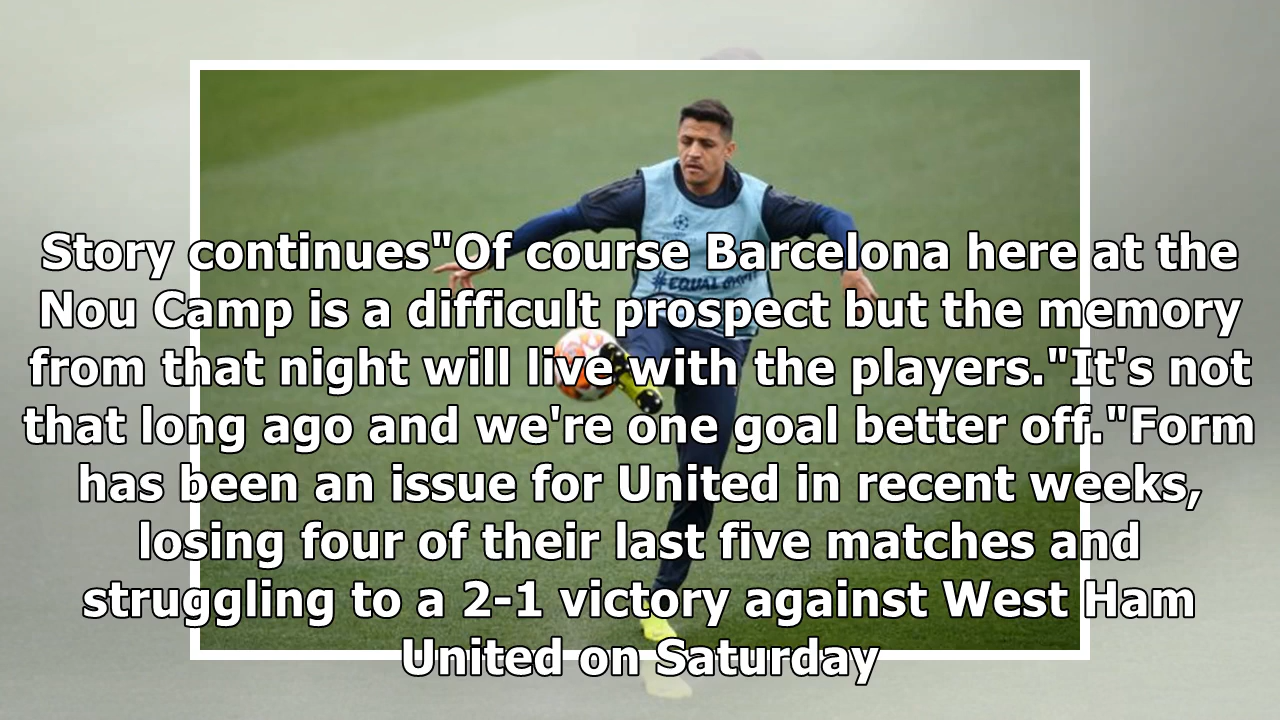 Story continues"Of course Barcelona here at the
Nou Camp is a difficult prospect but the memory
from that night will live with the players."It's not
that long ago and we're one goal better off."Form
has been an issue for United in recent weeks,
losing four of their last five matches and
struggling to a 2-1 victory against West Ham
United on Saturday
#EQUAL